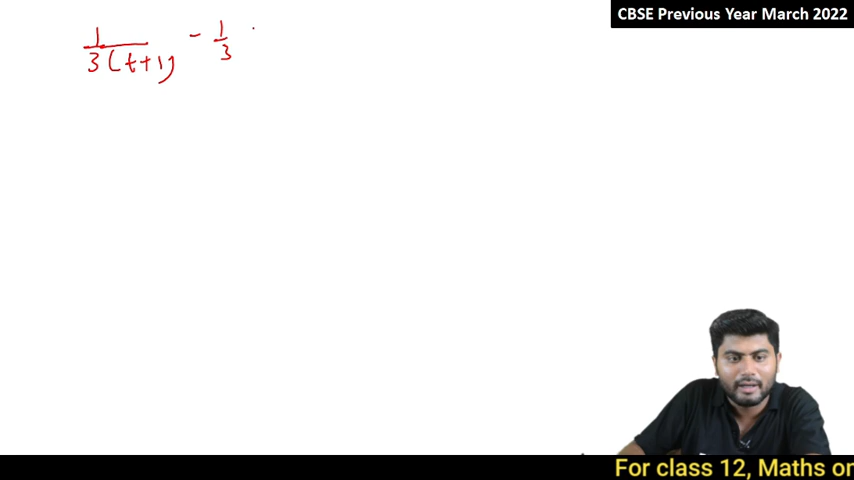 CBSE Previous Year March 2022
1/3(t+1) - 1/3
For class 12, Maths or